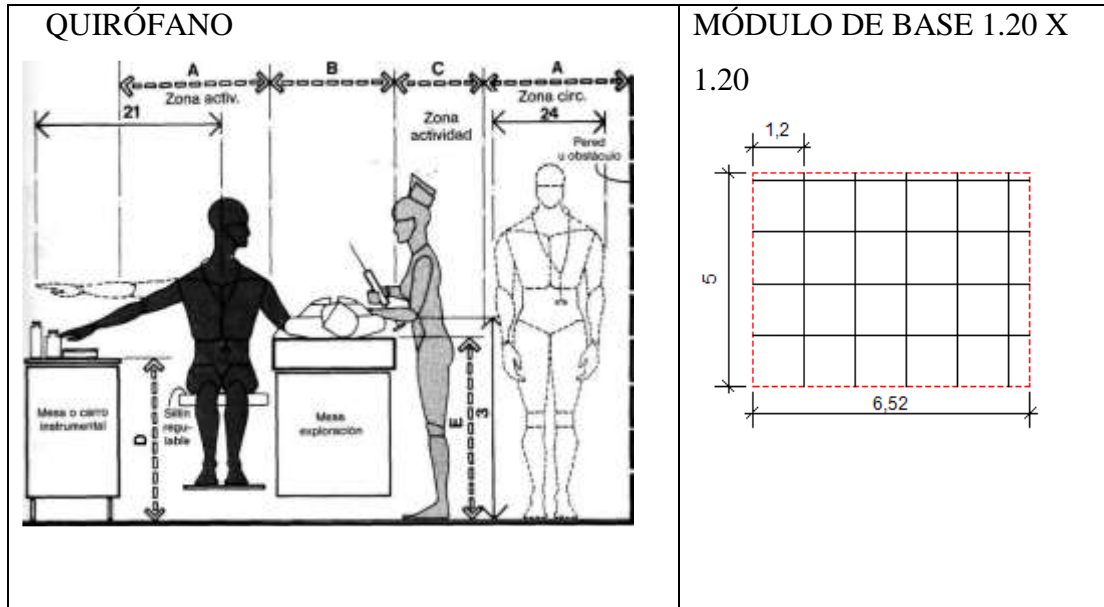 QUIRÓFANO
A
B
C
A
Zona activ.
Zona circ.
21
Zona
actividad
24
Pared
u obstáculo
Mesa o carro
instrumental
D
Sillín
regu-
lable
Mesa
exploración
E
3
MÓDULO DE BASE 1.20 X
1.20
1,2
5
6,52